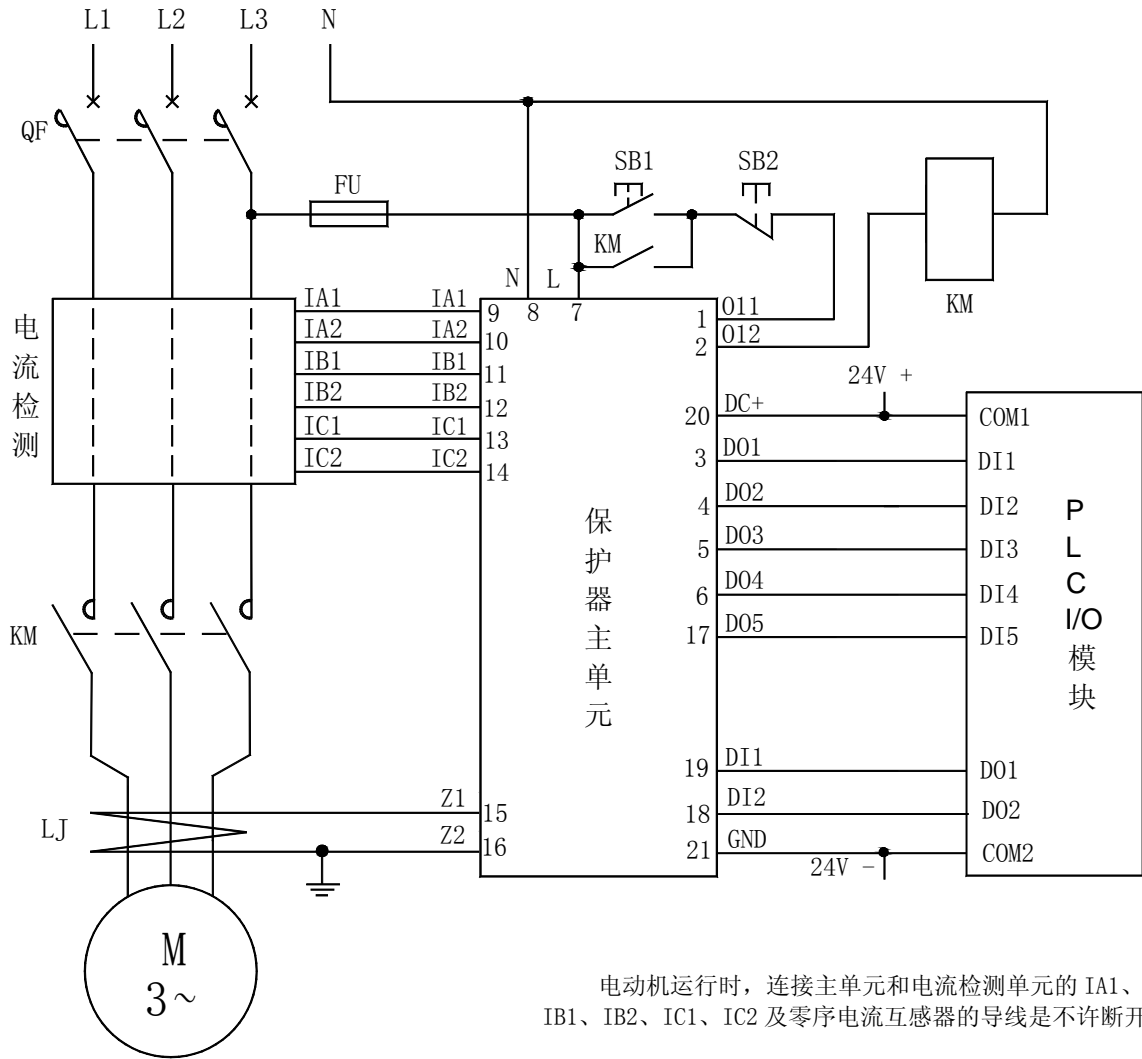 L1 L2 L3 N
QF
FU
SB1 SB2
KM
KM
N L
8 7
电流检测
IA1 IA1 9
IA2 IA2 10
IB1 IB1 11
IB2 IB2 12
IC1 IC1 13
IC2 IC2 14
1 O11
2 O12
24V +
20 DC+ COM1
3 DO1 DI1
4 DO2 DI2
5 DO3 DI3
6 DO4 DI4
17 DO5 DI5
保护器主单元
PLC I/O 模块
KM
19 DI1 DO1
18 DI2 DO2
21 GND COM2
24V -
LJ
Z1 15
Z2 16
M
3~
电动机运行时，连接主单元和电流检测单元的 IA1、
IB1、IB2、IC1、IC2 及零序电流互感器的导线是不许断开